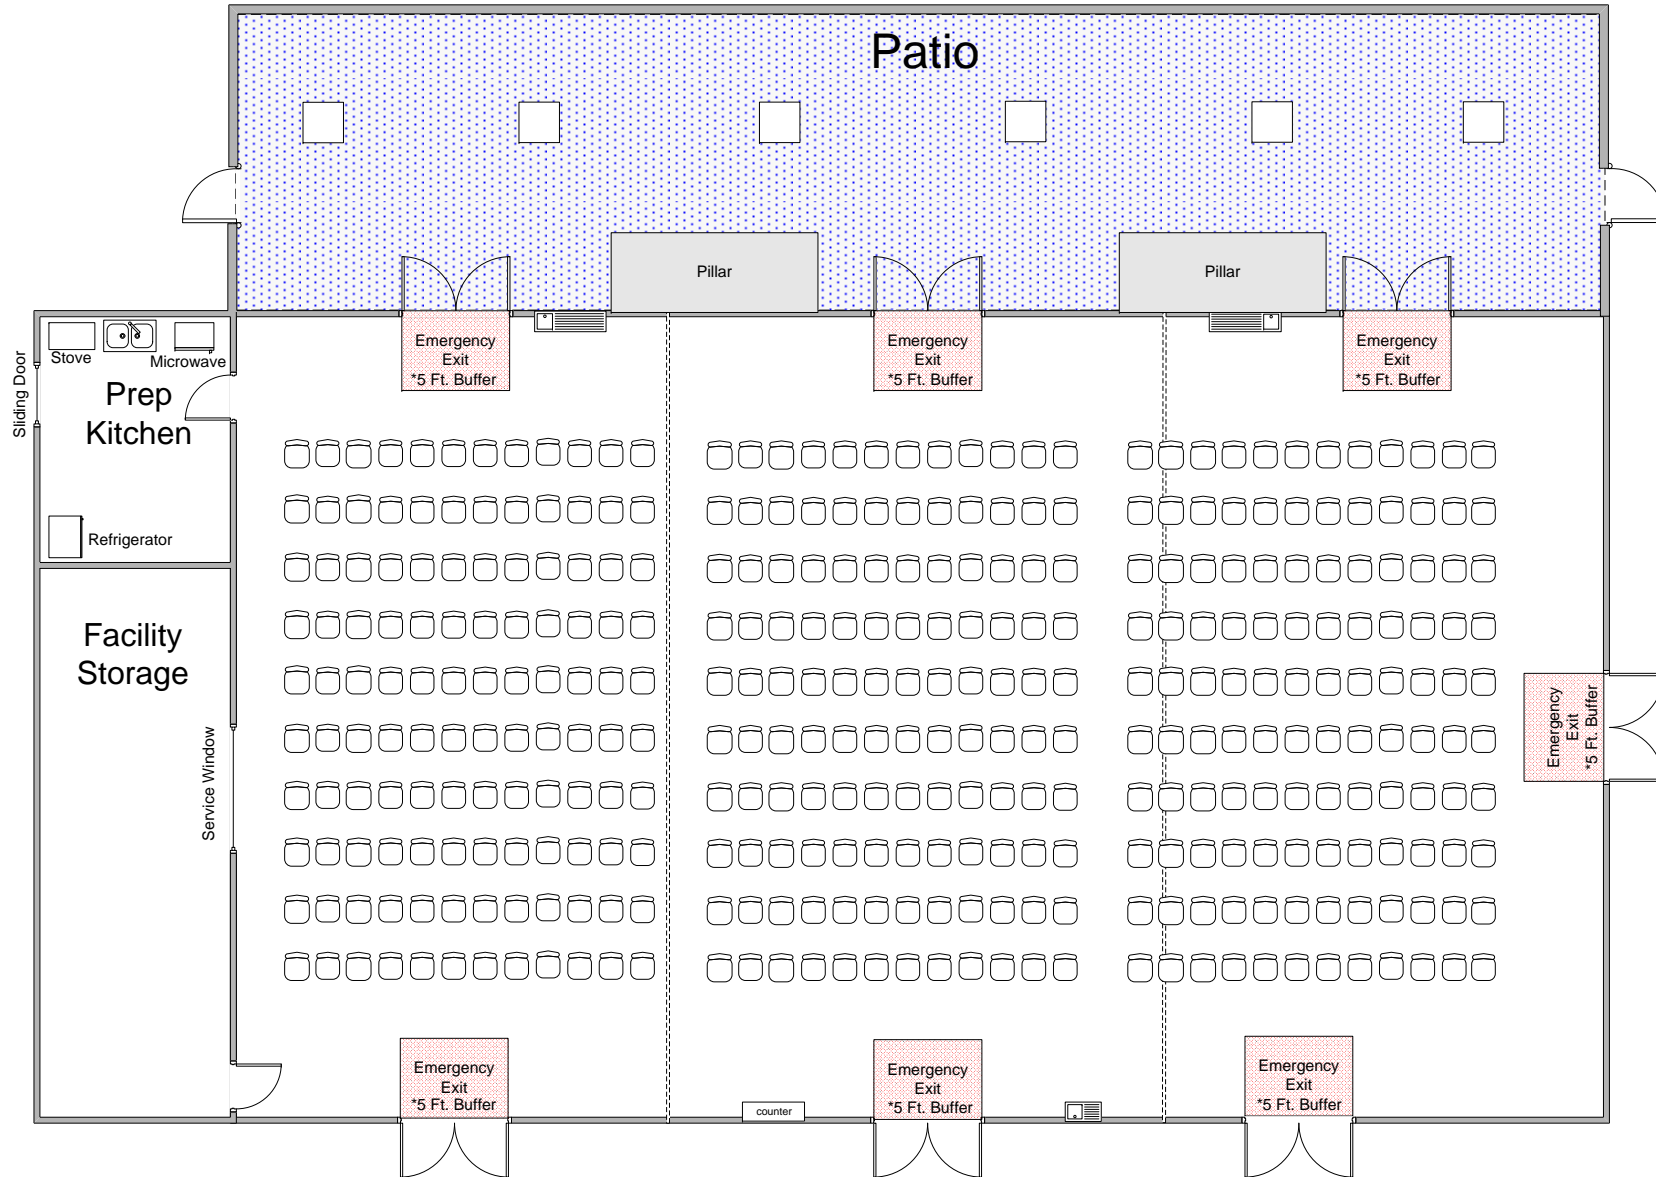 Patio
Pillar
Pillar
Emergency
Exit
*5 Ft. Buffer
Emergency
Exit
*5 Ft. Buffer
Emergency
Exit
*5 Ft. Buffer
Stove
Microwave
Sliding Door
Prep
Kitchen
Refrigerator
Facility
Storage
Service Window
Emergency
Exit
*5 Ft. Buffer
Emergency
Exit
*5 Ft. Buffer
counter
Emergency
Exit
*5 Ft. Buffer
Emergency
Exit
*5 Ft. Buffer